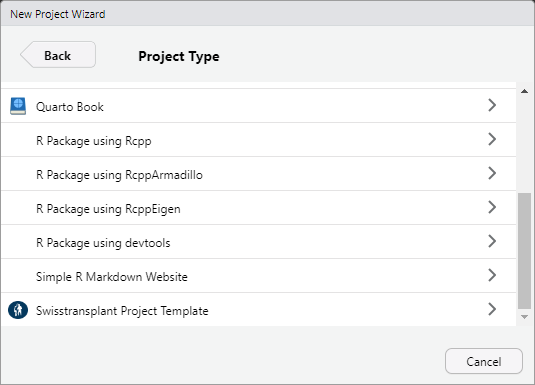 New Project Wizard
Back
Project Type
Quarto Book
R Package using Rcpp
R Package using RcppArmadillo
R Package using RcppEigen
R Package using devtools
Simple R Markdown Website
Swisstransplant Project Template
Cancel